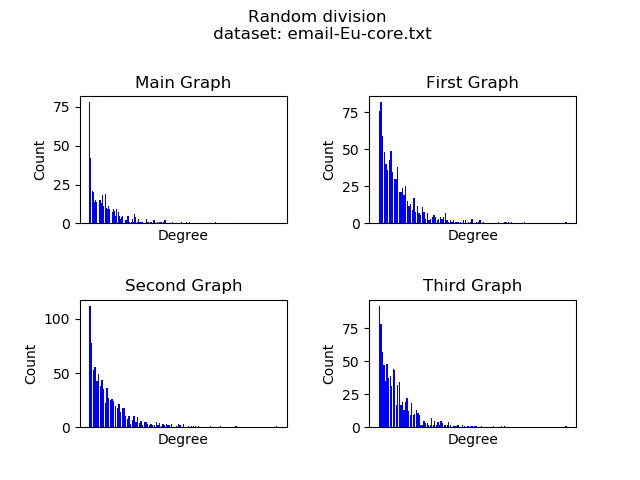 Random division
dataset: email-Eu-core.txt
Main Graph
75
50
25
0
Count
Degree
First Graph
75
50
25
0
Count
Degree
Second Graph
100
50
0
Count
Degree
Third Graph
75
50
25
0
Count
Degree